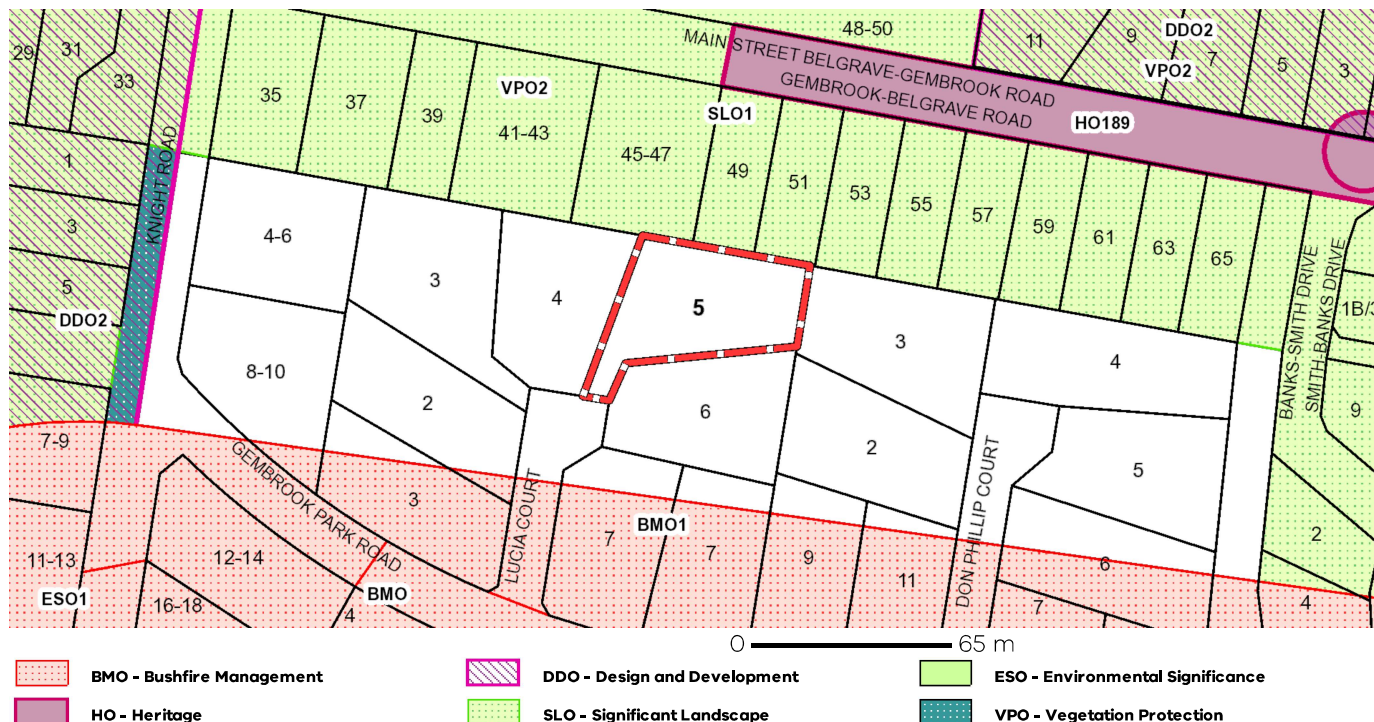 48-50
MAIN STREET BELGRAVE-GEMBROOK ROAD
GEMBROOK-BELGRAVE ROAD
HO189
29
31
33
11
9
DDO2
7
VPO2
5
3
35
37
39
VPO2
41-43
45-47
SLO1
49
51
53
55
57
59
61
63
65
KNIGHT ROAD
1
3
5
DDO2
4-6
3
4
5
3
4
BANKS-SMITH DRIVE
SMITH-BANKS DRIVE
1B/3
9
8-10
2
6
2
5
2
7-9
GEMBROOK PARK ROAD
3
LUCIA COURT
7
BMO1
7
9
11
DON PHILLIP COURT
6
4
11-13
ESO1
12-14
16-18
BMO
4
7
0 65 m
BMO - Bushfire Management
DDO - Design and Development
ESO - Environmental Significance
HO - Heritage
SLO - Significant Landscape
VPO - Vegetation Protection